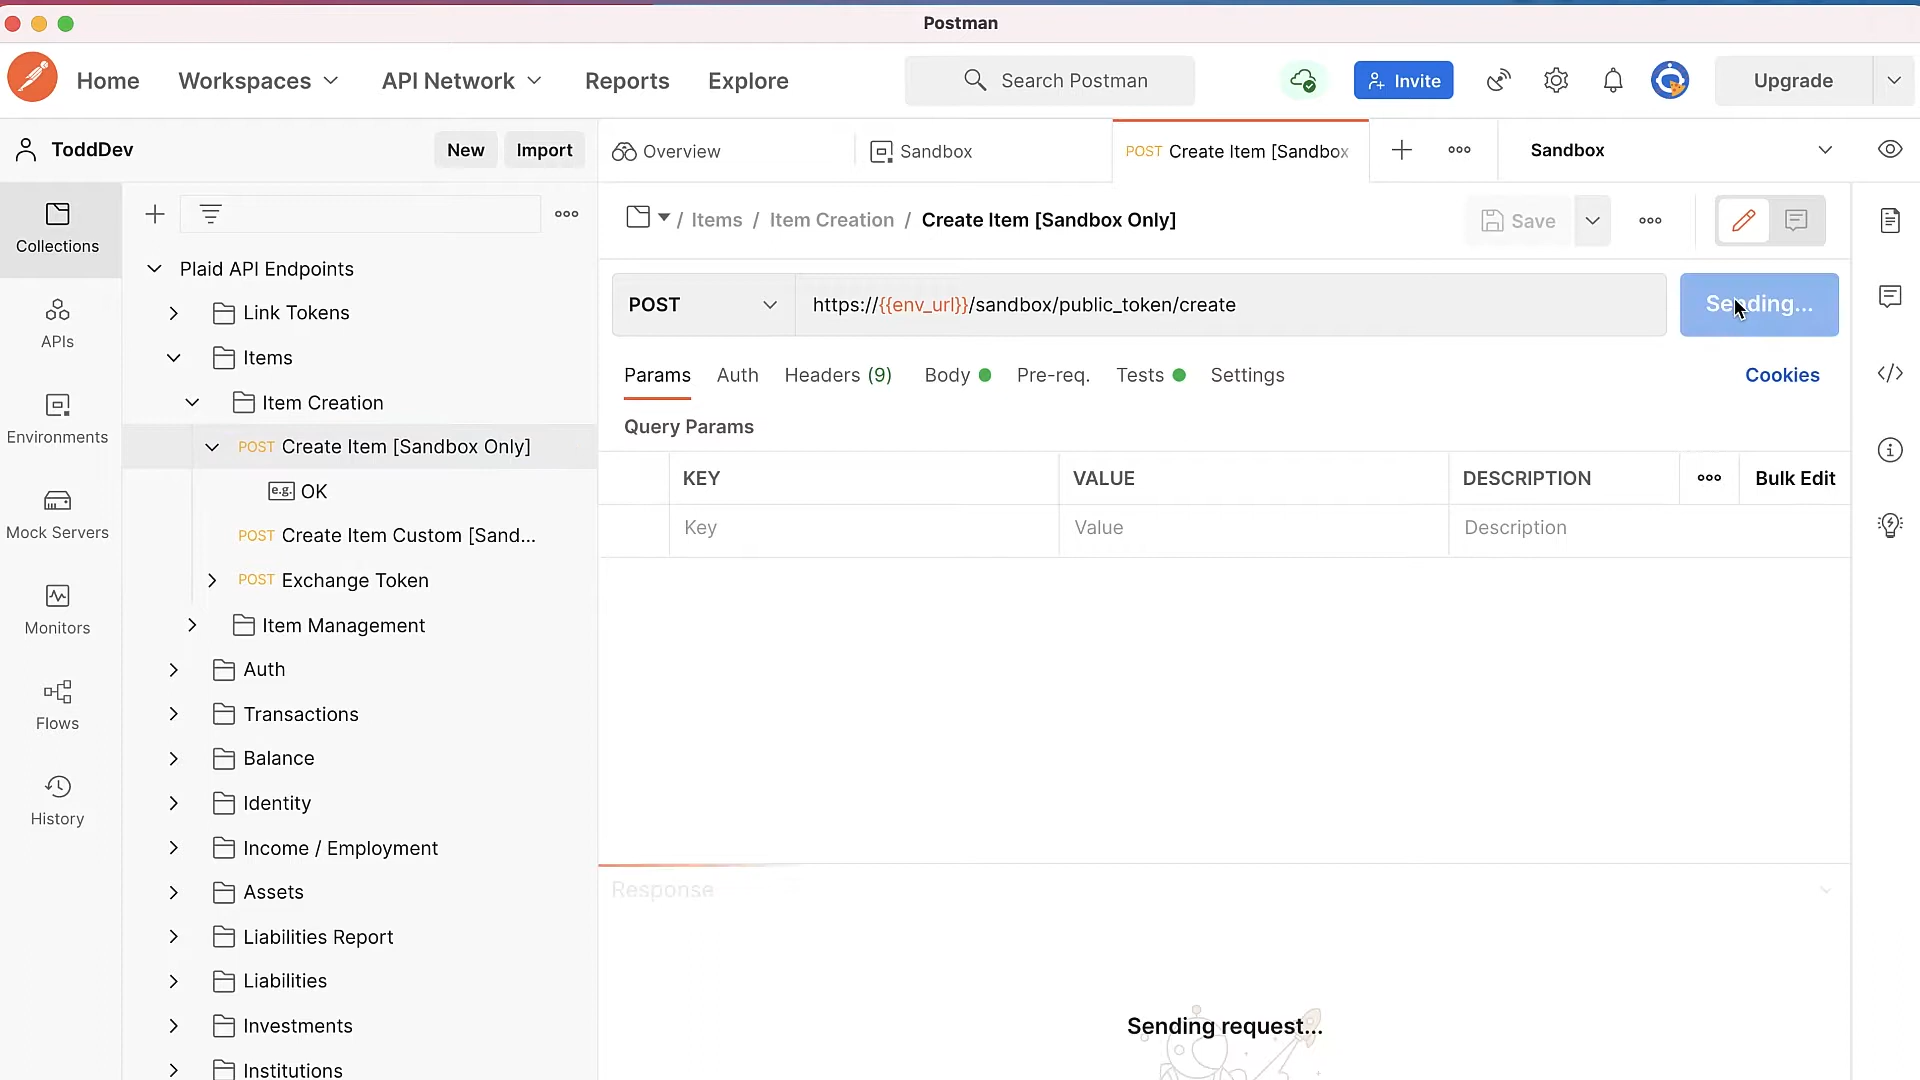 Postman
Home Workspaces API Network Reports Explore Search Postman Invite Upgrade
ToddDev New Import
Overview Sandbox POST Create Item [Sandbox Sandbox
Collections
APIs
Environments
Mock Servers
Monitors
Flows
History
Plaid API Endpoints
Link Tokens
Items
Item Creation
POST Create Item [Sandbox Only]
e.g. OK
POST Create Item Custom [Sand...
POST Exchange Token
Item Management
Auth
Transactions
Balance
Identity
Income / Employment
Assets
Liabilities Report
Liabilities
Investments
Institutions
/ Items / Item Creation / Create Item [Sandbox Only] Save
POST https://{{env_url}}/sandbox/public_token/create Sending...
Params Auth Headers (9) Body Pre-req. Tests Settings Cookies
Query Params
KEY VALUE DESCRIPTION Bulk Edit
Key Value Description
Response
Sending request...